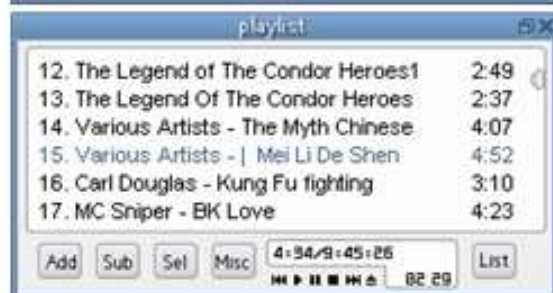 playlist
12. The Legend of The Condor Heroes1 2:49
13. The Legend Of The Condor Heroes 2:37
14. Various Artists - The Myth Chinese 4:07
15. Various Artists - | Mei Li De Shen 4:52
16. Carl Douglas - Kung Fu fighting 3:10
17. MC Sniper - BK Love 4:23
Add Sub Sel Misc 4:34/9:45:26 List
02 29